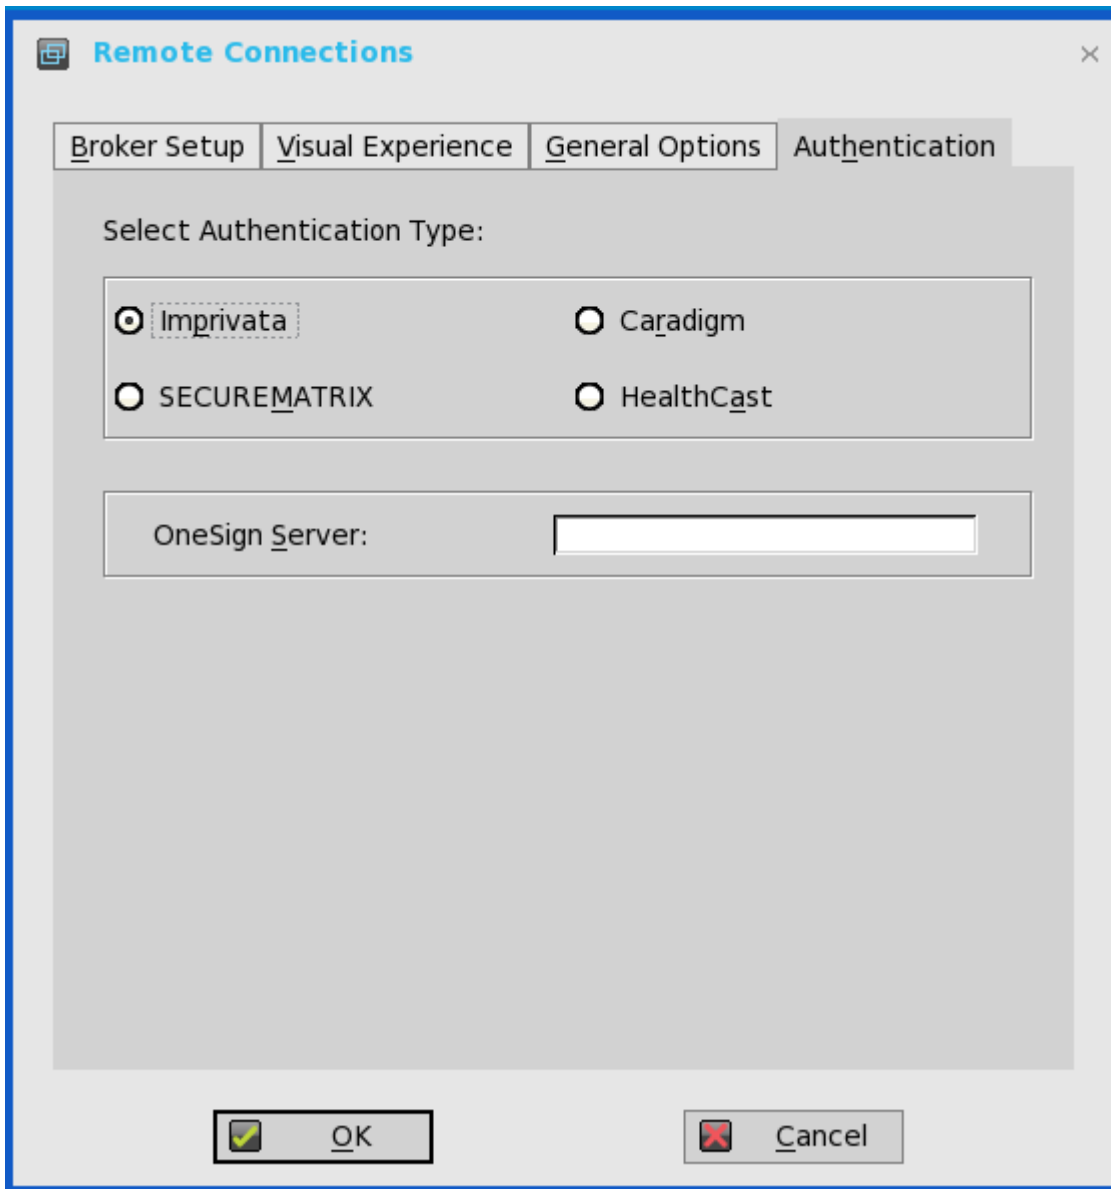 Remote Connections
Broker Setup Visual Experience General Options Authentication
Select Authentication Type:
Imprivata Caradigm
SECUREMATRIX HealthCast
OneSign Server:
OK Cancel